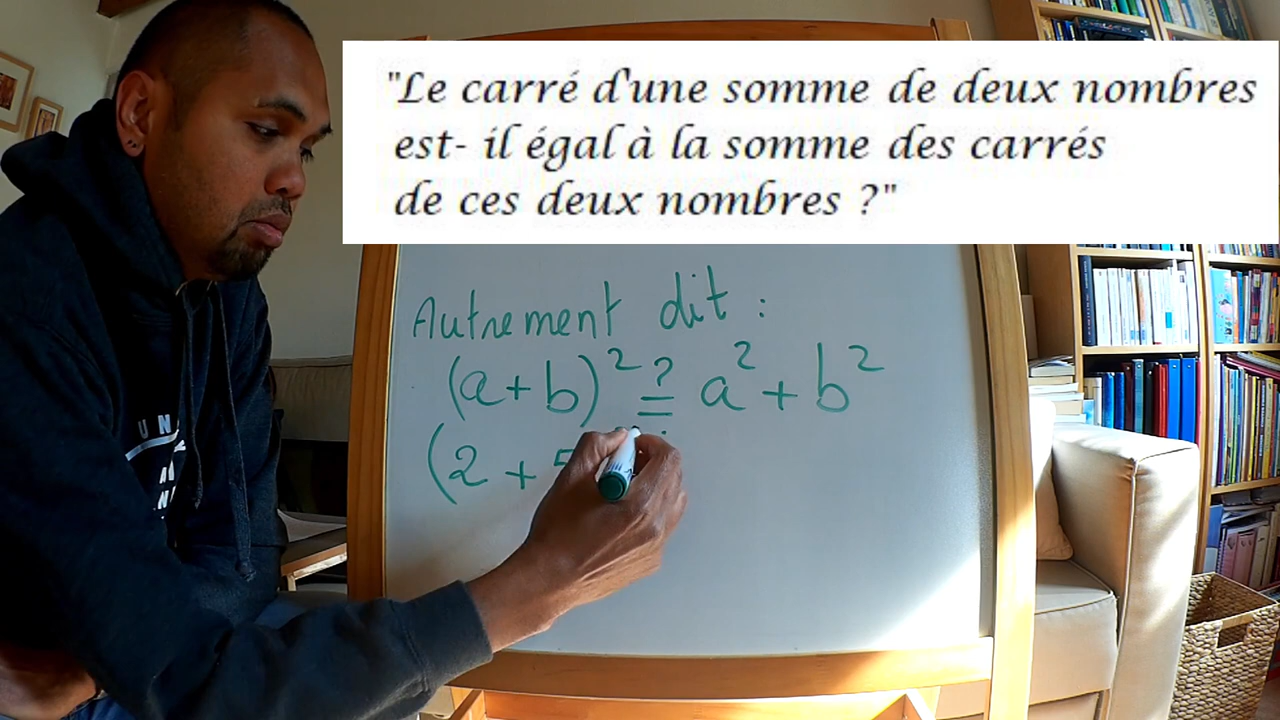 "Le carré d'une somme de deux nombres
est- il égal à la somme des carrés
de ces deux nombres ?"
Autrement dit :
(a+b)² ?= a² + b²
(2 + 5